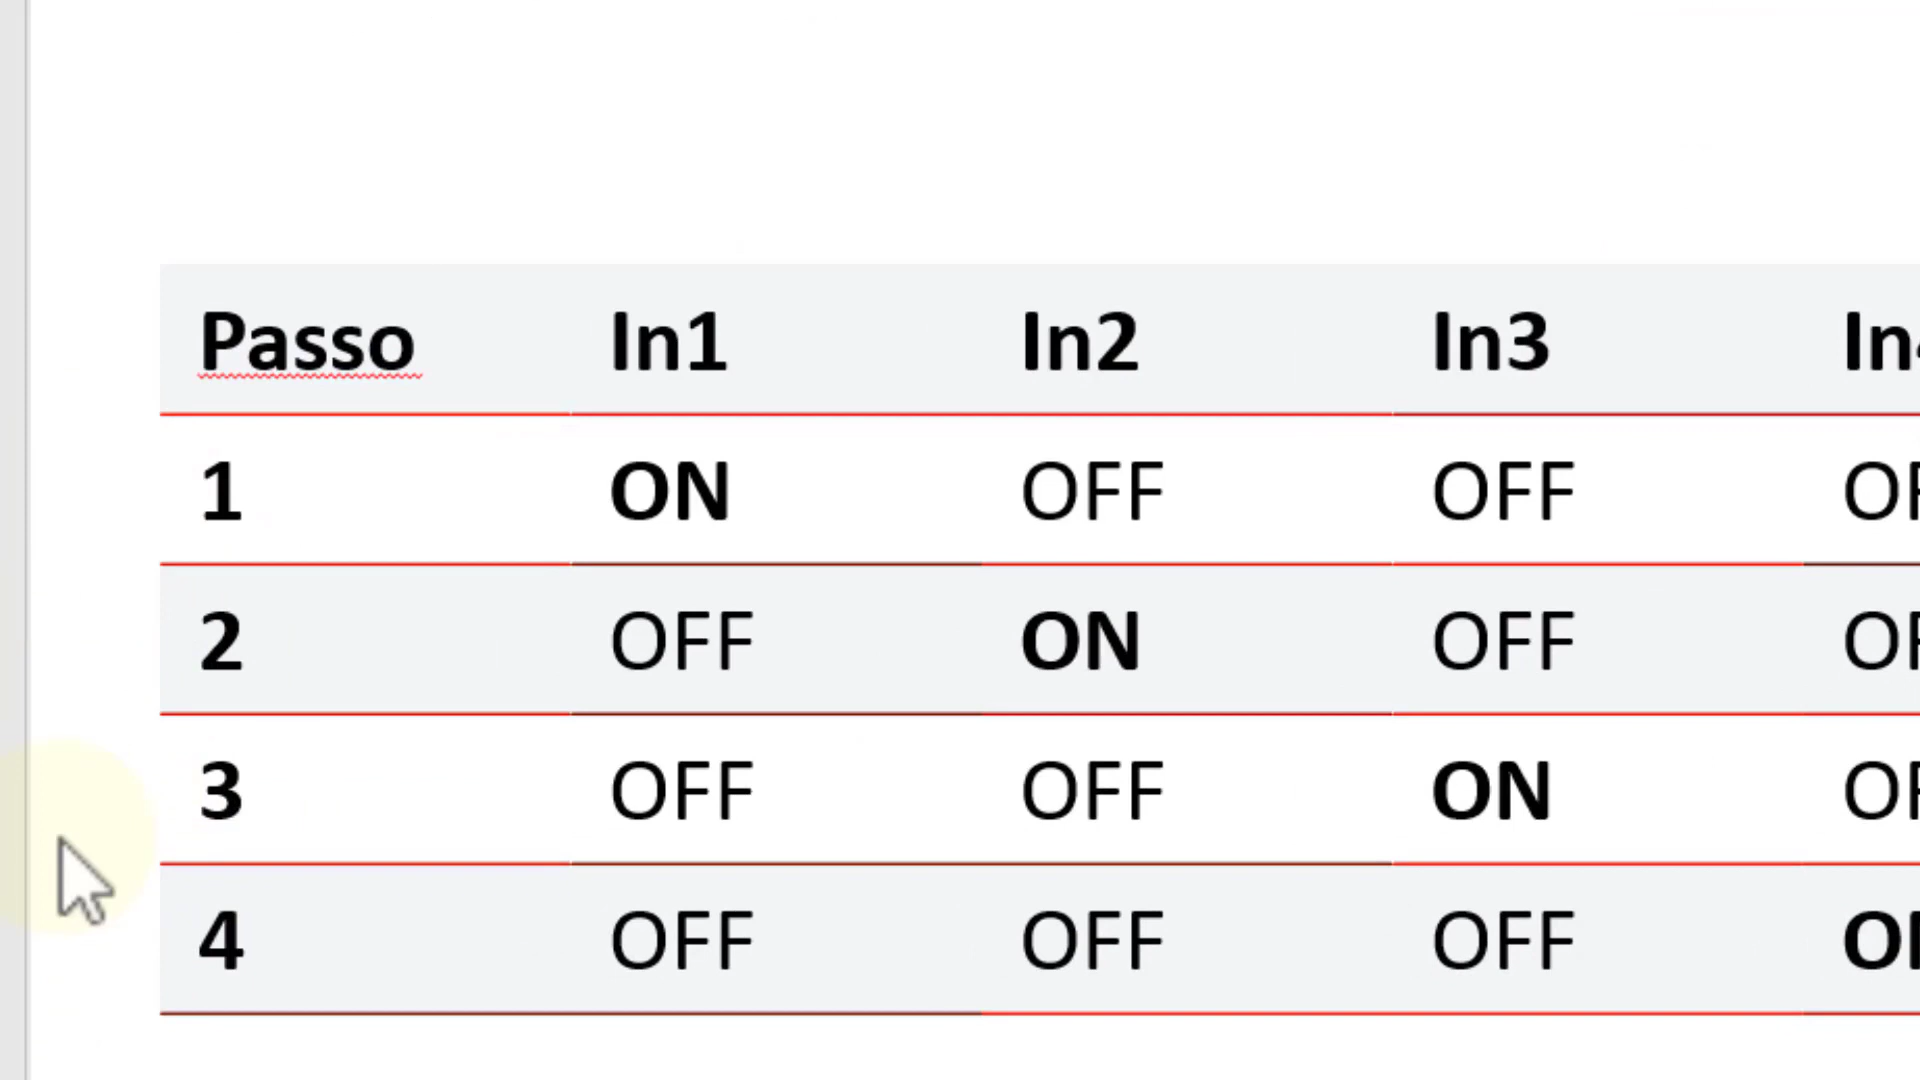 Passo In1 In2 In3
1 ON OFF OFF
2 OFF ON OFF
3 OFF OFF ON
4 OFF OFF OFF